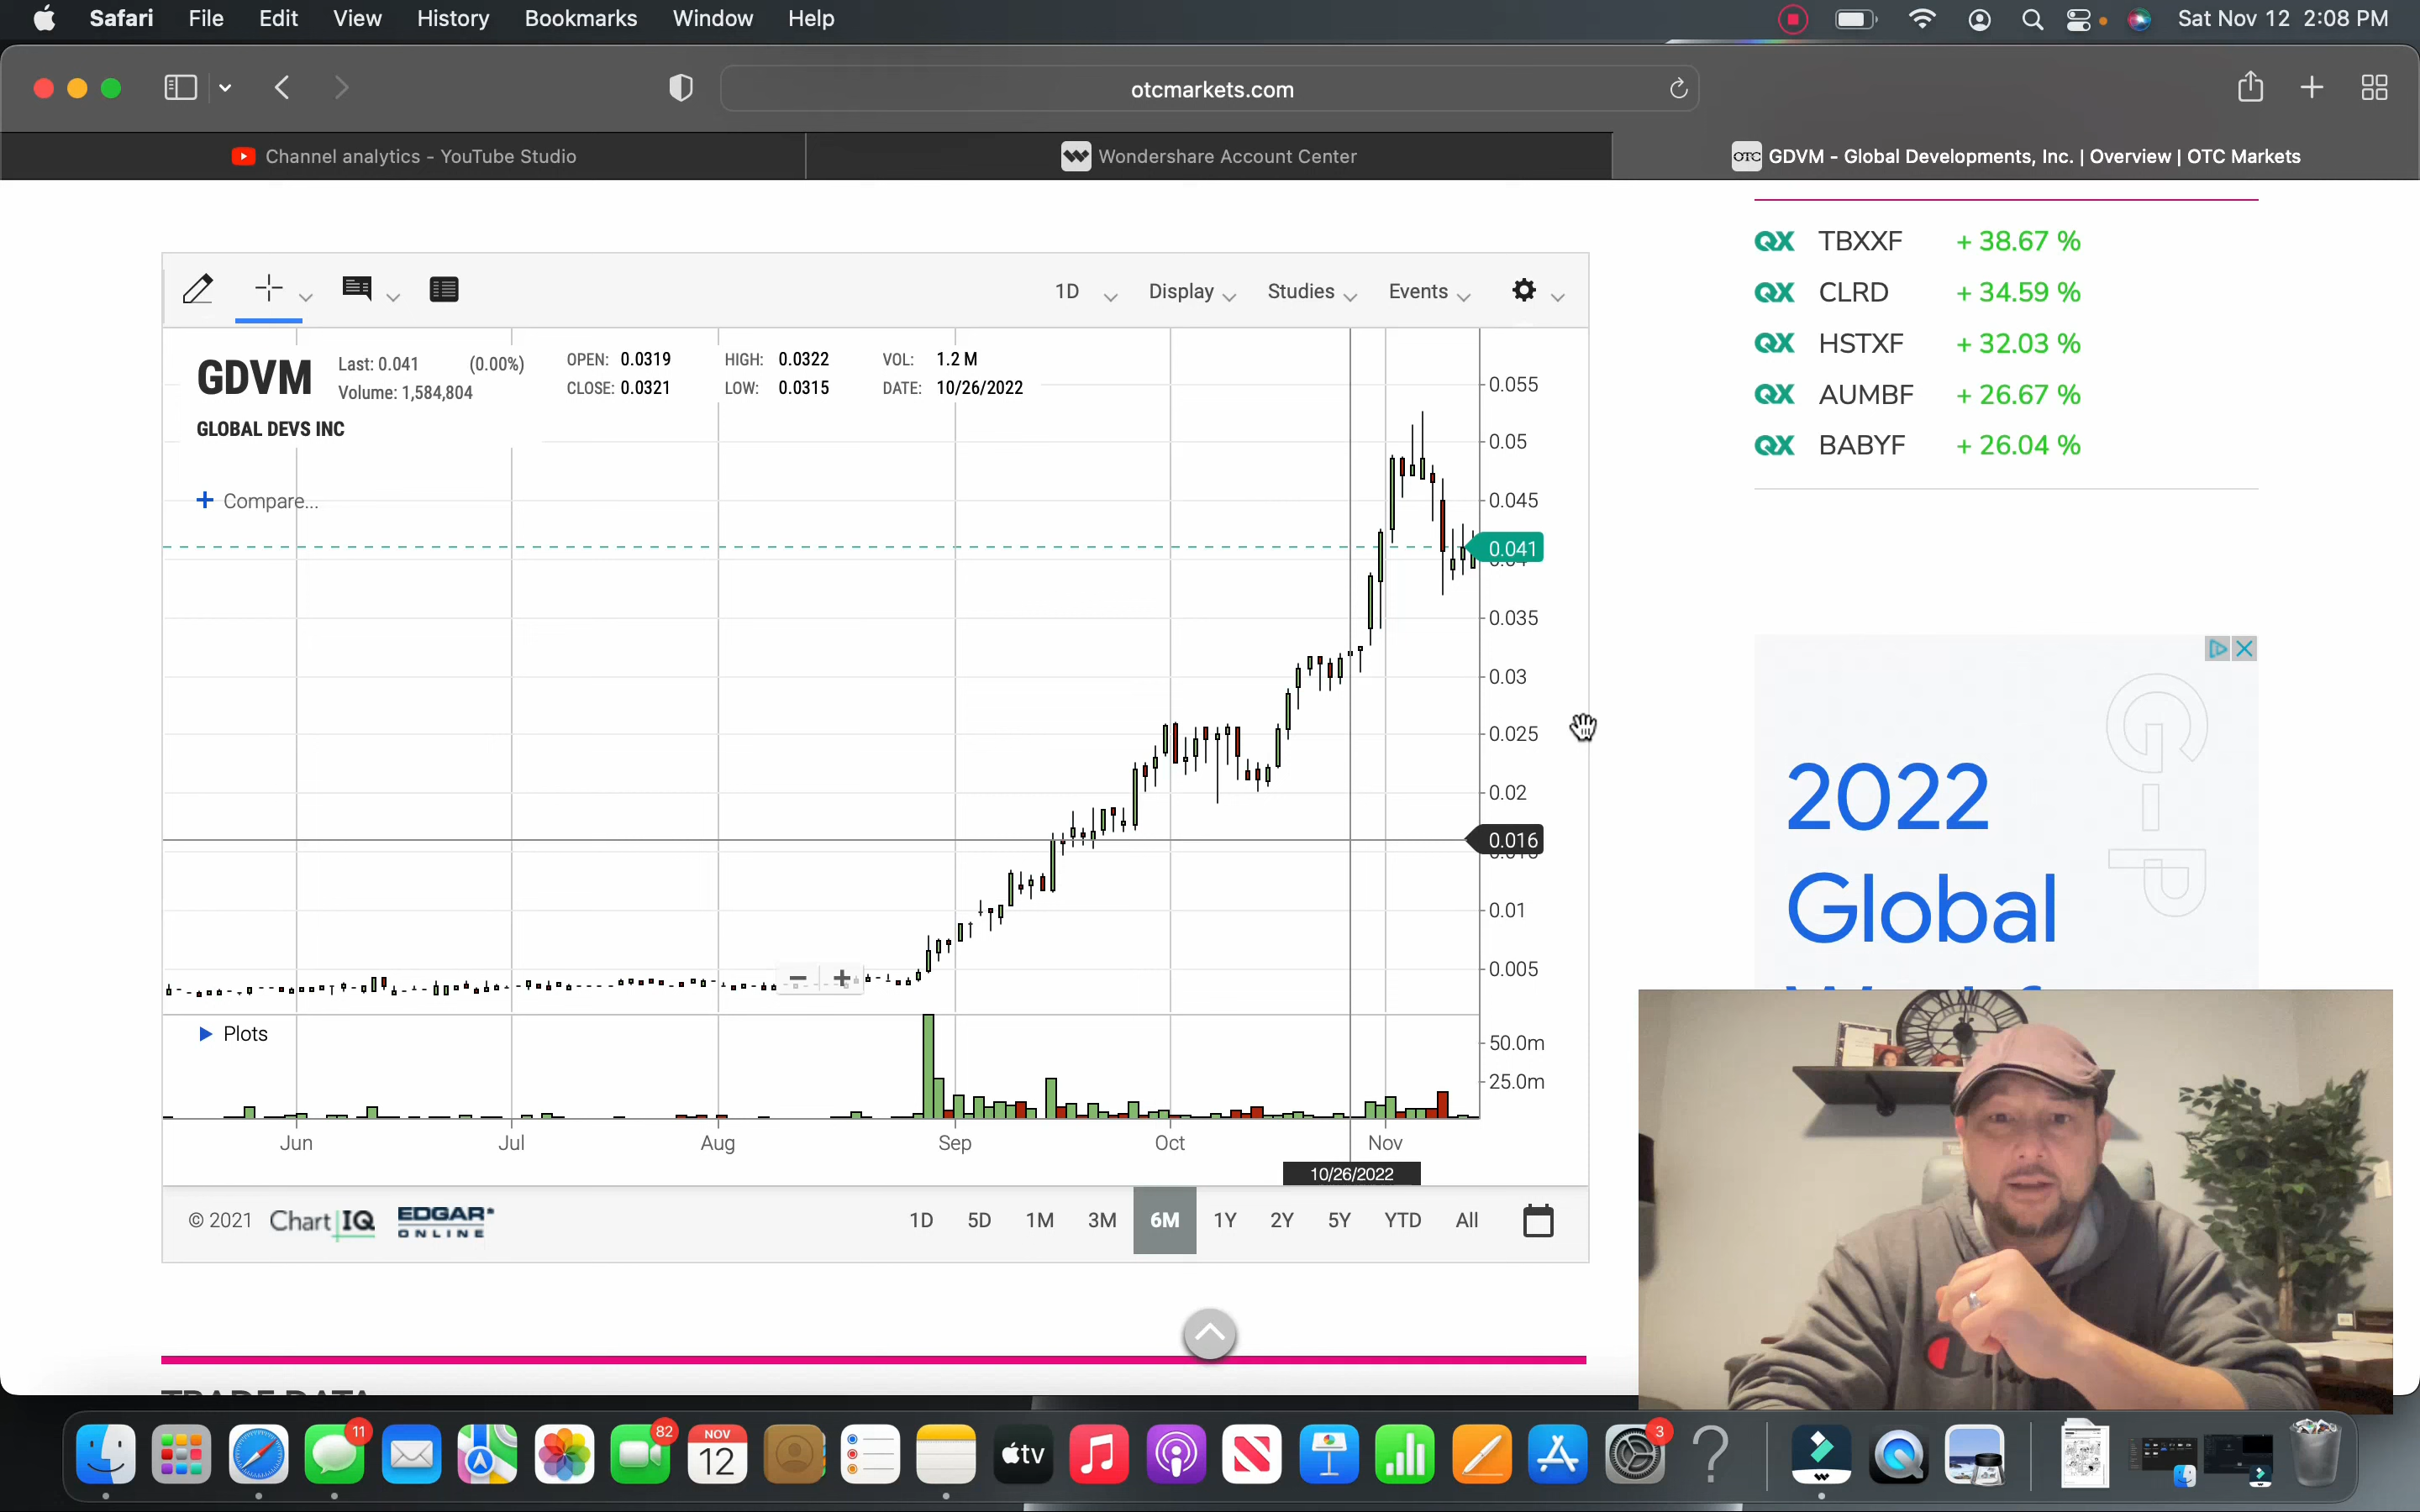 Safari File Edit View History Bookmarks Window Help Sat Nov 12 2:08 PM
otcmarkets.com
Channel analytics - YouTube Studio
Wondershare Account Center
OTC GDVM - Global Developments, Inc. | Overview | OTC Markets
QX TBXXF + 38.67 %
QX CLRD + 34.59 %
QX HSTXF + 32.03 %
QX AUMBF + 26.67 %
QX BABYF + 26.04 %
1D Display Studies Events
GDVM Last: 0.041 (0.00%) OPEN: 0.0319 HIGH: 0.0322 VOL: 1.2 M
Volume: 1,584,804 CLOSE: 0.0321 LOW: 0.0315 DATE: 10/26/2022
GLOBAL DEVS INC
+ Compare...
0.055
0.05
0.045
0.041
0.035
0.03
0.025
0.02
0.016
0.01
0.005
Plots
50.0m
25.0m
Jun Jul Aug Sep Oct Nov
10/26/2022
© 2021 ChartIQ EDGAR ONLINE 1D 5D 1M 3M 6M 1Y 2Y 5Y YTD All
TRADE DATA
2022
Global
G-P
11
82
NOV
12
tv
3